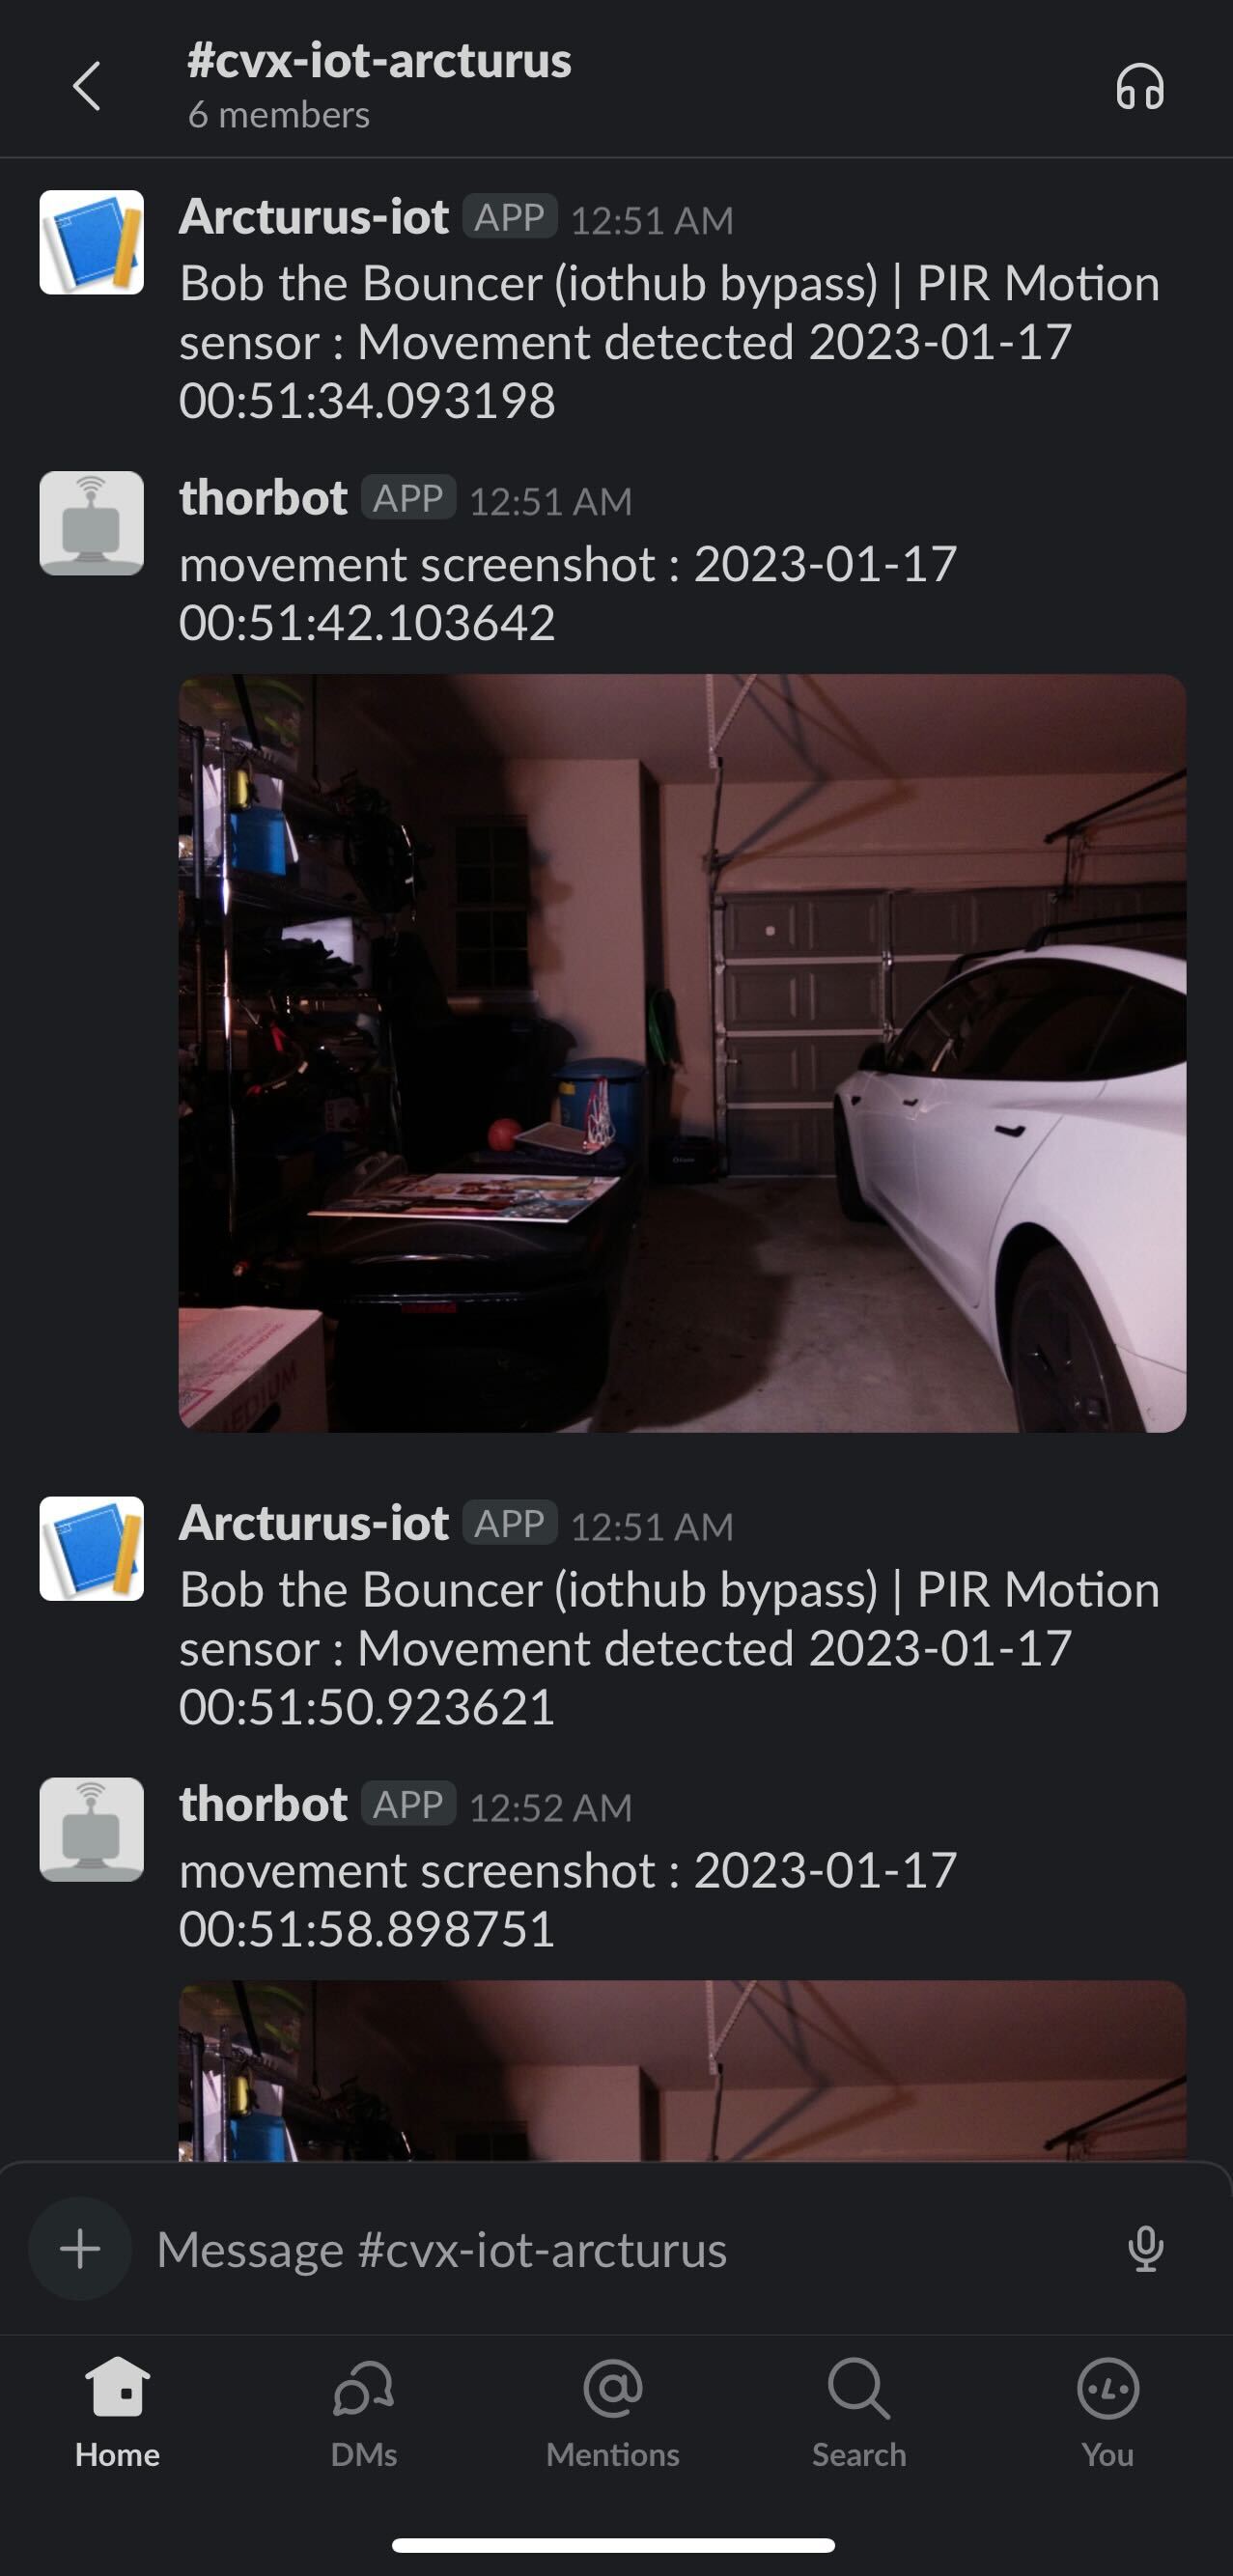 #cvx-iot-arcturus
6 members
Arcturus-iot APP 12:51 AM
Bob the Bouncer (iothub bypass) | PIR Motion
sensor : Movement detected 2023-01-17
00:51:34.093198
thorbot APP 12:51 AM
movement screenshot : 2023-01-17
00:51:42.103642
Arcturus-iot APP 12:51 AM
Bob the Bouncer (iothub bypass) | PIR Motion
sensor : Movement detected 2023-01-17
00:51:50.923621
thorbot APP 12:52 AM
movement screenshot : 2023-01-17
00:51:58.898751
Message #cvx-iot-arcturus
Home DMs Mentions Search You